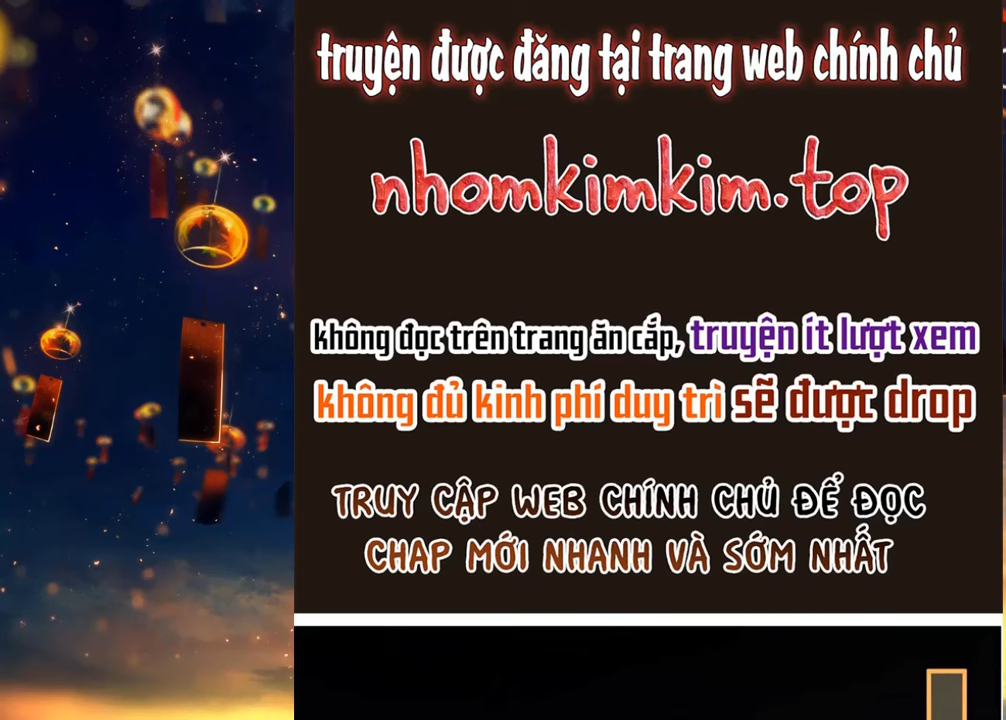 truyện được đăng tại trang web chính chủ
nhomkimkim.top
không đọc trên trang ăn cắp, truyện ít lượt xem
không đủ kinh phí duy trì sẽ được drop
TRUY CẬP WEB CHÍNH CHỦ ĐỂ ĐỌC
CHAP MỚI NHANH VÀ SỚM NHẤT